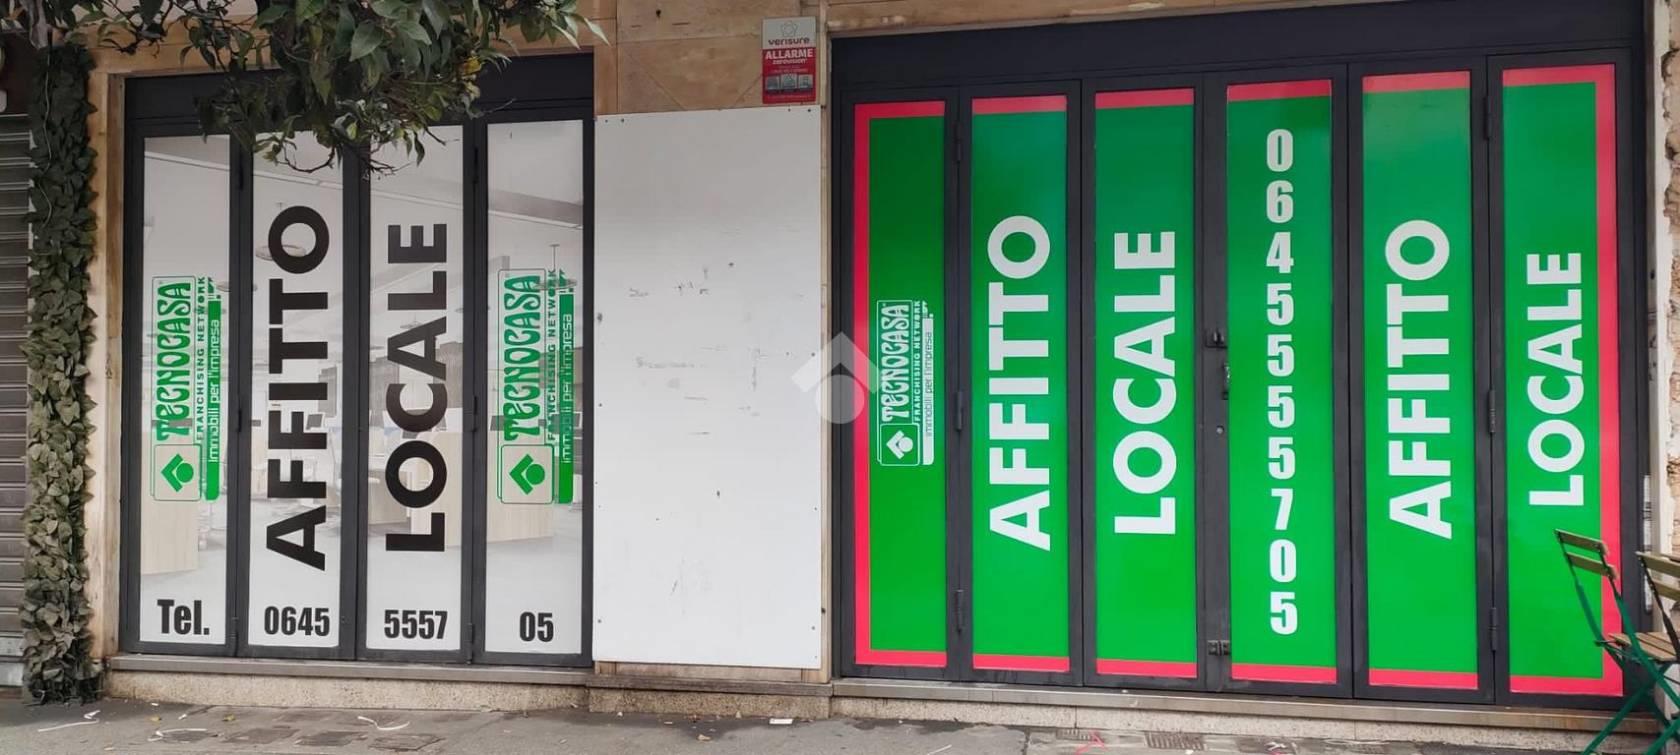 verisure
ALLARME
zerovision
TECNOCASA
FRANCHISING NETWORK
immobili per l'impresa
AFFITTO
LOCALE
TECNOCASA
FRANCHISING NETWORK
immobili per l'impresa
Tel. 0645 5557 05
TECNOCASA
FRANCHISING NETWORK
immobili per l'impresa
AFFITTO
LOCALE
0645555705
AFFITTO
LOCALE